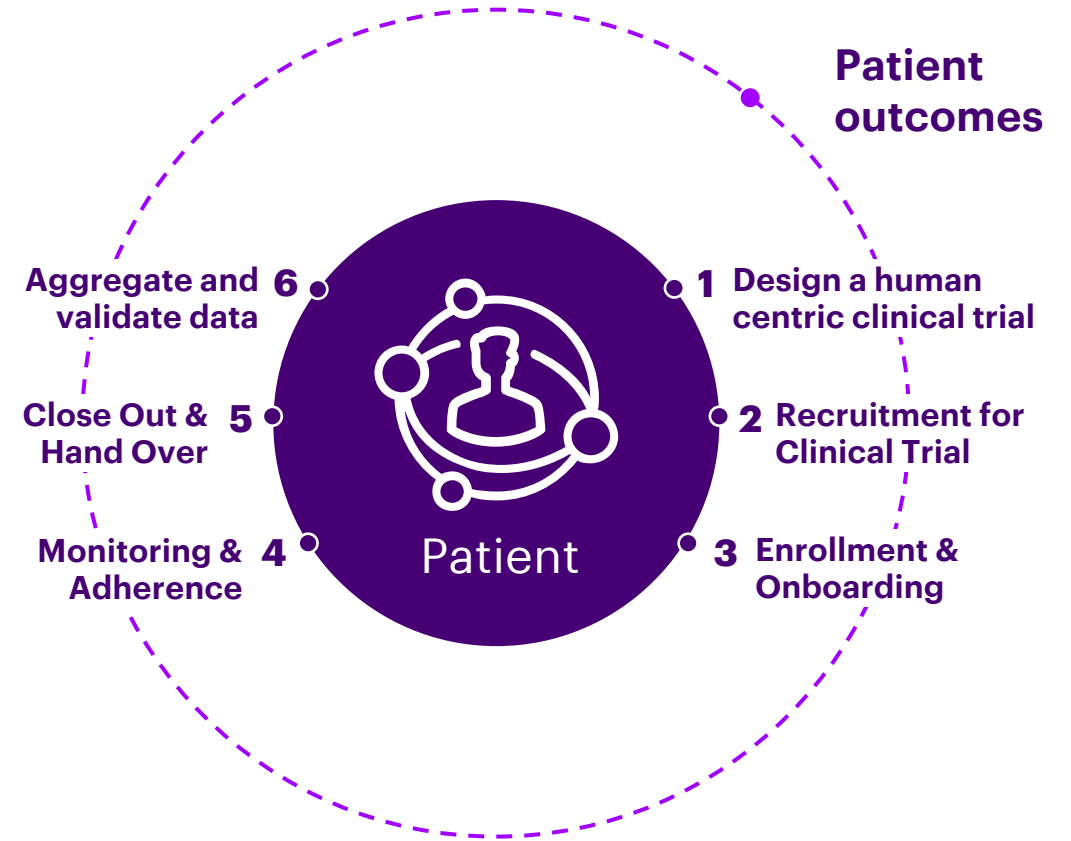 Patient
outcomes
1 Design a human
centric clinical trial
2 Recruitment for
Clinical Trial
3 Enrollment &
Onboarding
4 Monitoring &
Adherence
5 Close Out &
Hand Over
6 Aggregate and
validate data
Patient